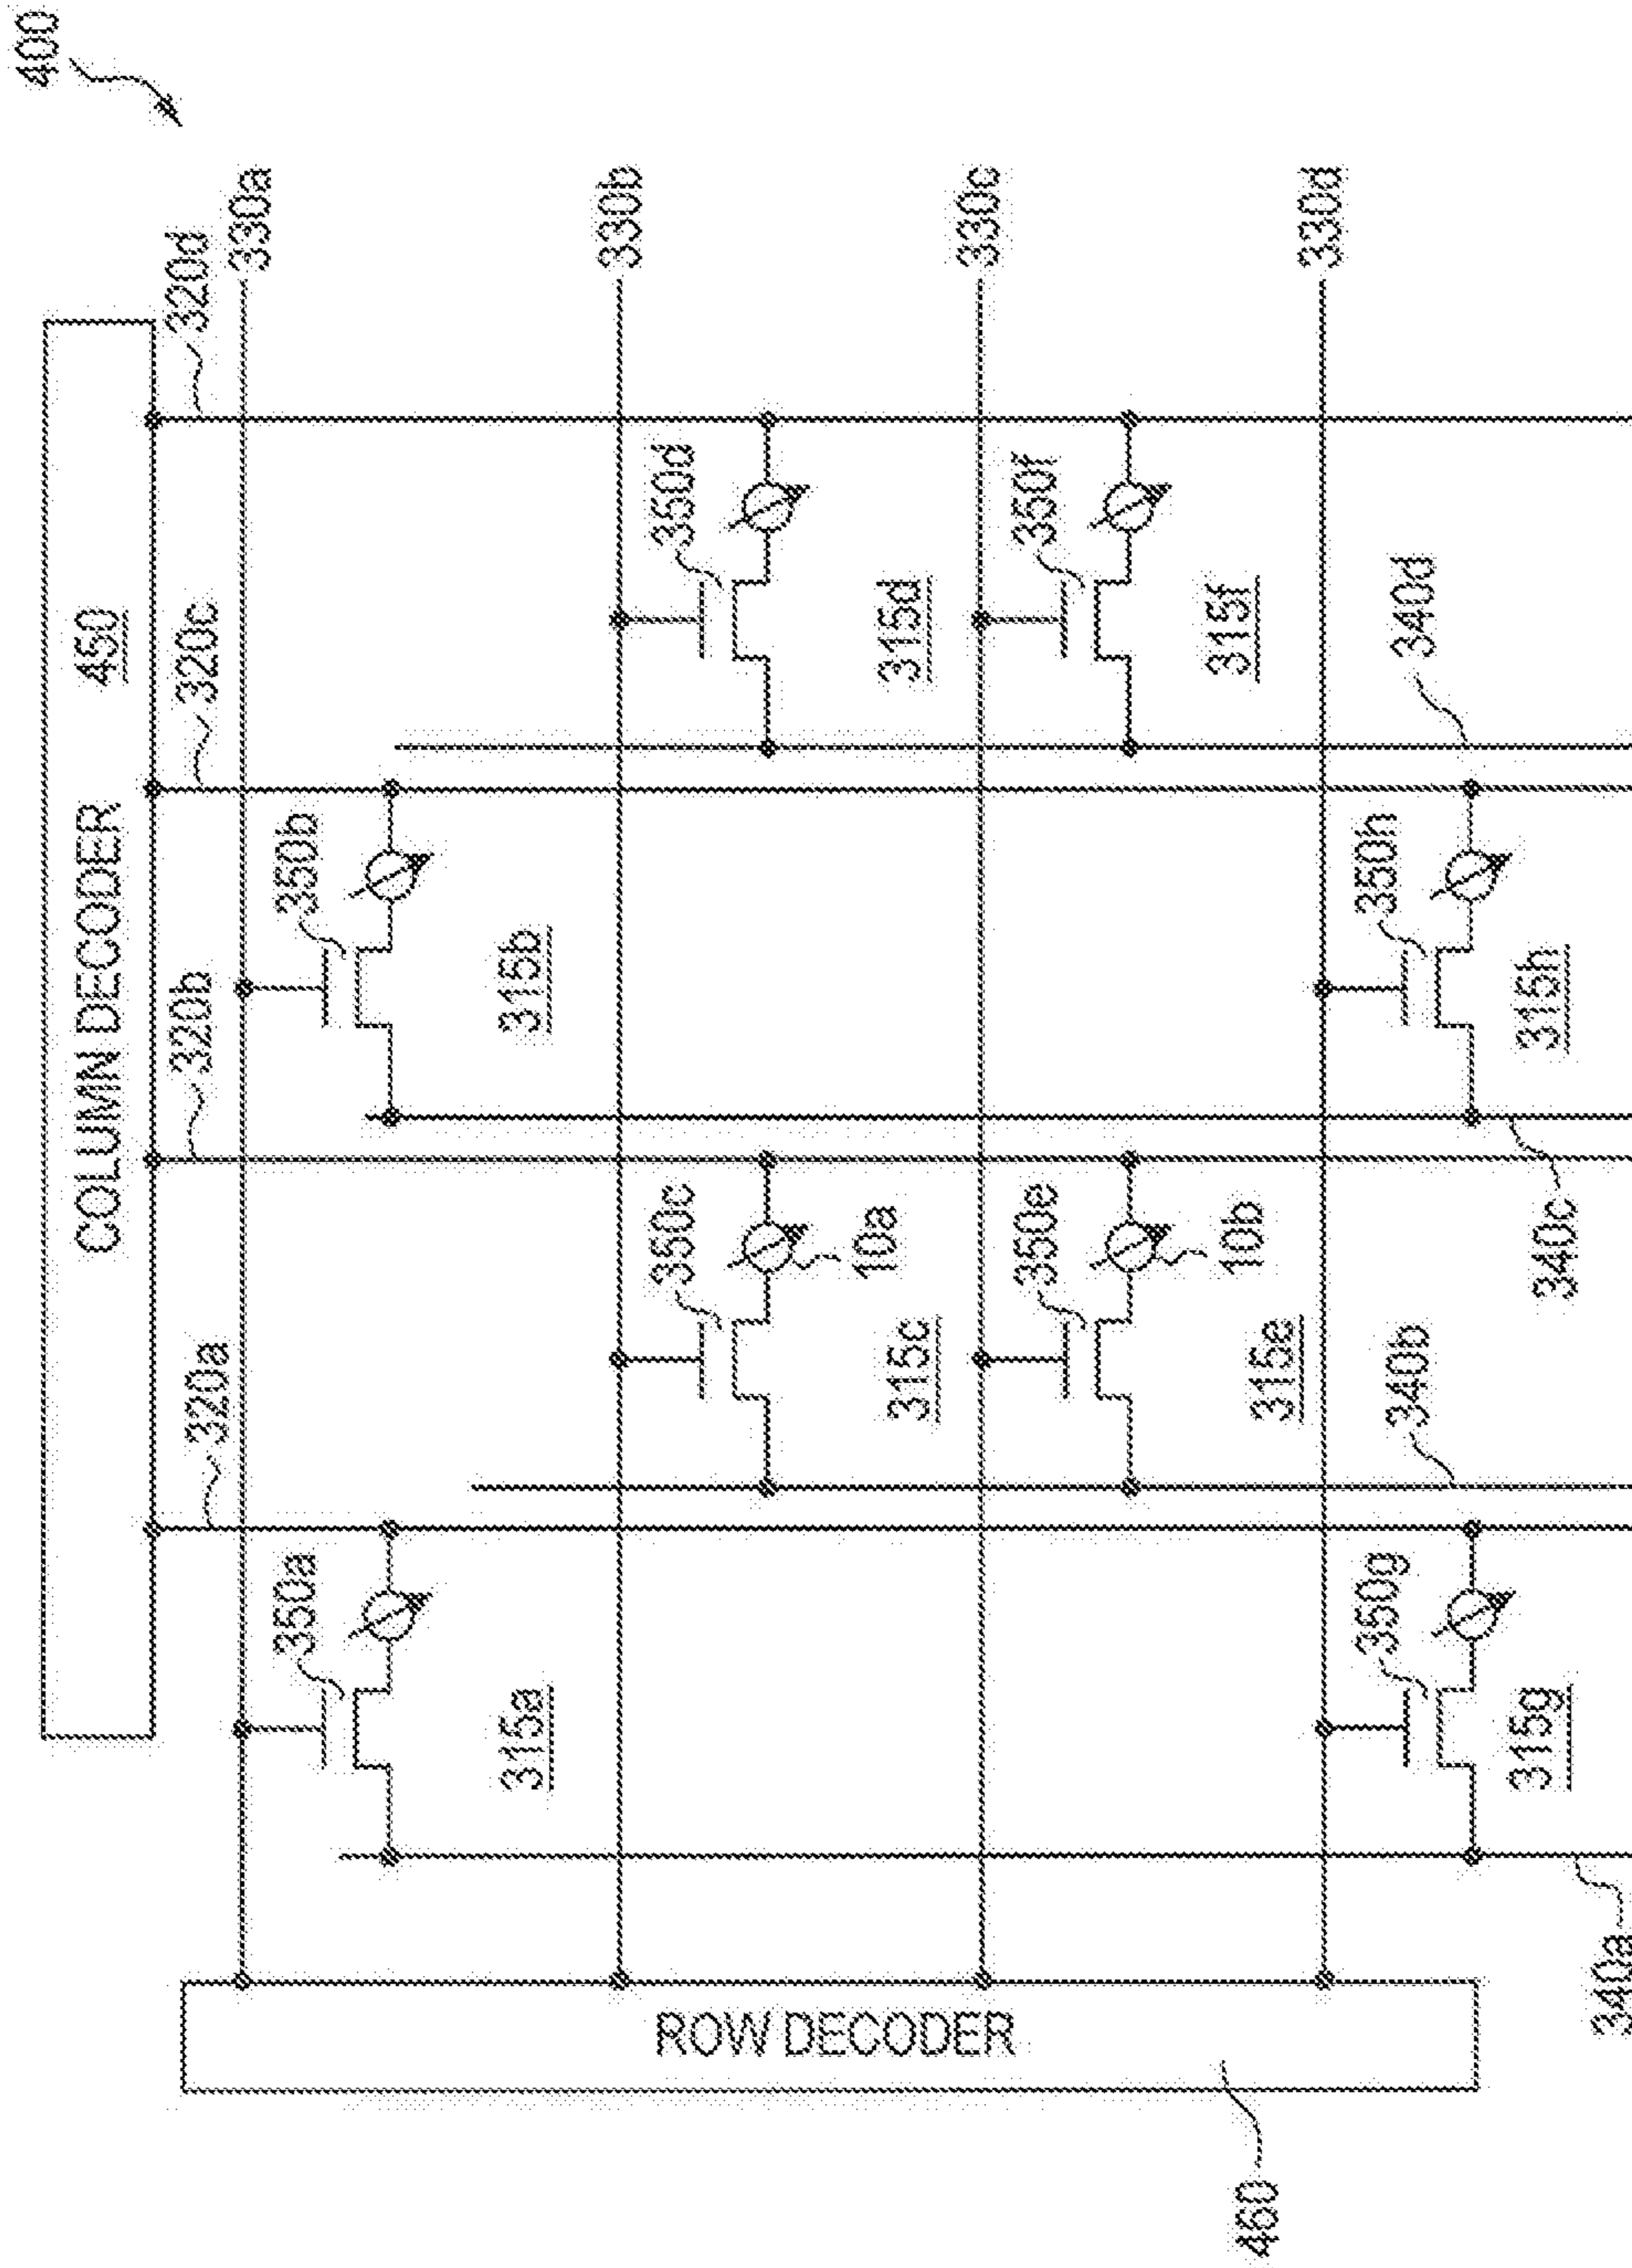 400
COLUMN DECODER 450
320a
320b
320c
320d
330a
350a
350b
315a
315b
330b
350c
350d
10a
315c
315d
330c
350e
350f
10b
315e
315f
330d
350g
350h
340b
340d
315g
315h
340a
340c
ROW DECODER
460